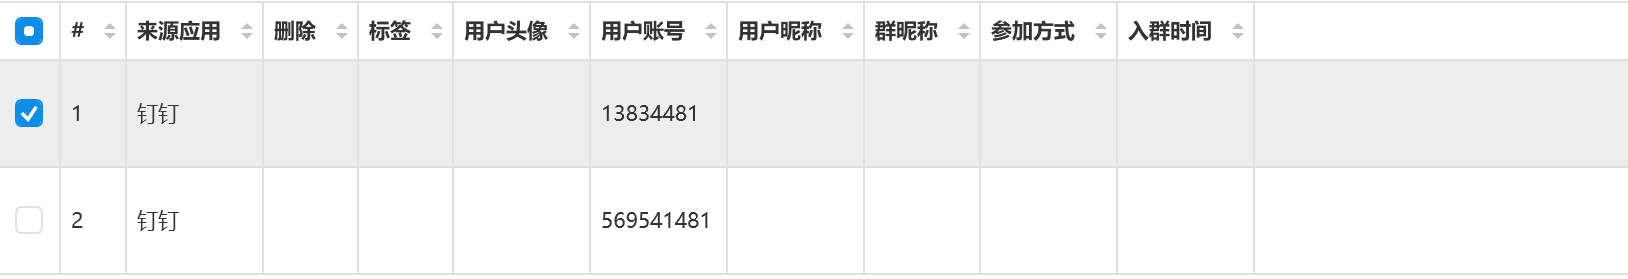 # 来源应用 删除 标签 用户头像 用户账号 用户昵称 群昵称 参加方式 入群时间
1 钉钉 13834481
2 钉钉 569541481